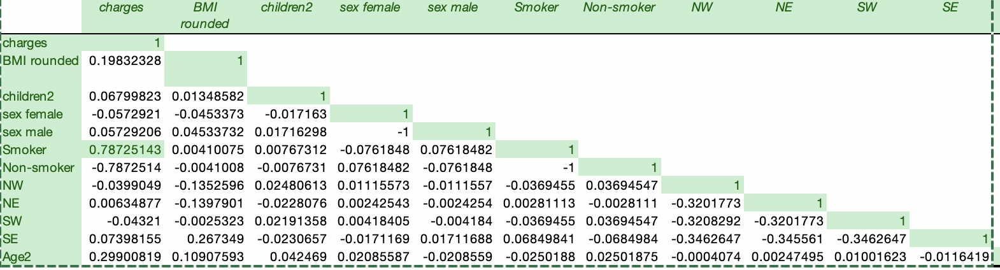 charges BMI rounded children2 sex female sex male Smoker Non-smoker NW NE SW SE
charges 1
BMI rounded 0.19832328 1
children2 0.06799823 0.01348582 1
sex female -0.0572921 -0.0453373 -0.017163 1
sex male 0.05729206 0.04533732 0.01716298 -1 1
Smoker 0.78725143 0.00410075 0.00767312 -0.0761848 0.07618482 1
Non-smoker -0.7872514 -0.0041008 -0.0076731 0.07618482 -0.0761848 -1 1
NW -0.0399049 -0.1352596 0.02480613 0.01115573 -0.0111557 -0.0369455 0.03694547 1
NE 0.00634877 -0.1397901 -0.0228076 0.00242543 -0.0024254 0.00281113 -0.0028111 -0.3201773 1
SW -0.04321 -0.0025323 0.02191358 0.00418405 -0.004184 -0.0369455 0.03694547 -0.3208292 -0.3201773 1
SE 0.07398155 0.267349 -0.0230657 -0.0171169 0.01711688 0.06849841 -0.0684984 -0.3462647 -0.345561 -0.3462647 1
Age2 0.29900819 0.10907593 0.042469 0.02085587 -0.0208559 -0.0250188 0.02501875 -0.0004074 0.00247495 0.01001623 -0.0116419